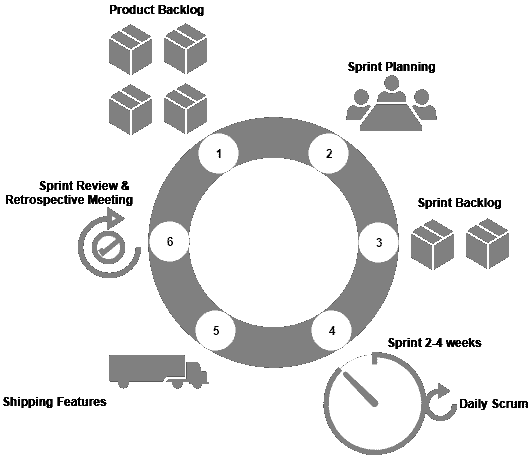 Product Backlog
1
Sprint Planning
2
Sprint Backlog
3
Sprint 2-4 weeks
4
Daily Scrum
Shipping Features
5
Sprint Review &
Retrospective Meeting
6